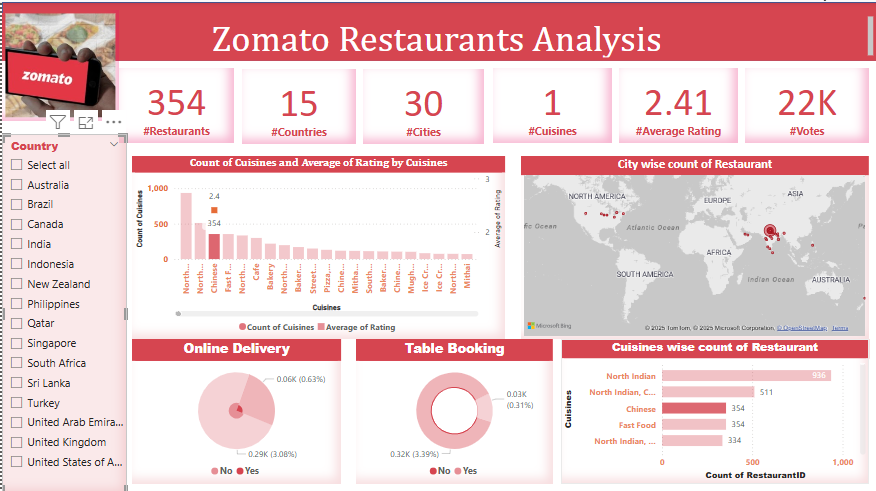 Zomato Restaurants Analysis
zomato
354
#Restaurants
15
#Countries
30
#Cities
1
#Cuisines
2.41
#Average Rating
22K
#Votes
Country
Select all
Australia
Brazil
Canada
India
Indonesia
New Zealand
Philippines
Qatar
Singapore
South Africa
Sri Lanka
Turkey
United Arab Emira...
United Kingdom
United States of A...
Count of Cuisines and Average of Rating by Cuisines
Count of Cuisines
1,000
500
0
2.4
354
3
2
Average of Rating
North...
North...
Chinese
Fast F...
North...
Cafe
Bakery
North...
Baker...
Street...
Pizza,...
Chine...
Mitha...
South...
Baker...
Chine...
Mugh...
Ice Cr...
Ice Cr...
North...
Mithai
Cuisines
Count of Cuisines Average of Rating
City wise count of Restaurant
NORTH AMERICA
EUROPE
ASIA
fic Ocean
Atlantic Ocean
AFRICA
SOUTH AMERICA
Indian Ocean
AUSTRALIA
Microsoft Bing
© 2025 TomTom, © 2025 Microsoft Corporation, © OpenStreetMap Terms
Online Delivery
0.06K (0.63%)
0.29K (3.08%)
No Yes
Table Booking
0.03K
(0.31%)
0.32K (3.39%)
No Yes
Cuisines wise count of Restaurant
Cuisines
North Indian 936
North Indian, C... 511
Chinese 354
Fast Food 354
North Indian, ... 334
0 500 1,000
Count of RestaurantID